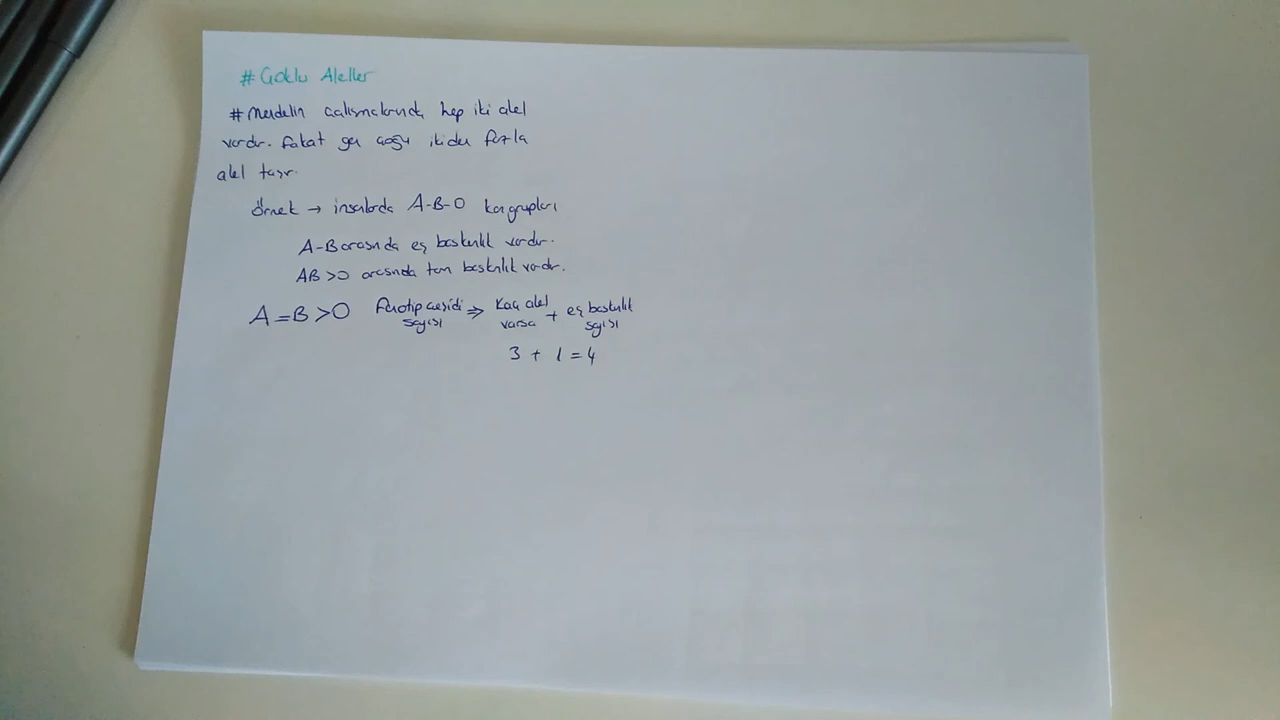 # Çoklu Aleller
# Mendelin çalışmalarında hep iki alel
vardır. Fakat gen çoğu ikiden fazla
alel taşır.
Örnek → insanlarda A-B-O kan grupları
A-B arasında eş baskınlık vardır.
AB >O arasında tam baskınlık vardır.
A=B>O Fenotip çeşidi sayısı ⇒ Kaç alel varsa + eş baskınlık sayısı
3 + 1 = 4